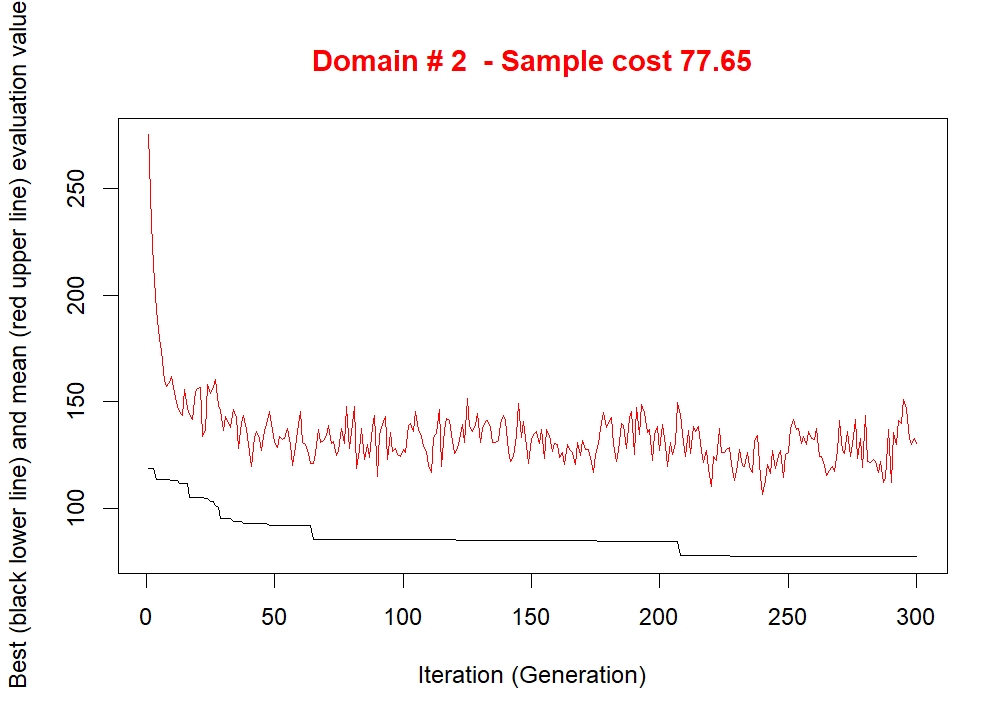 Domain # 2  - Sample cost 77.65
Best (black lower line) and mean (red upper line) evaluation value
250
200
150
100
0 50 100 150 200 250 300
Iteration (Generation)